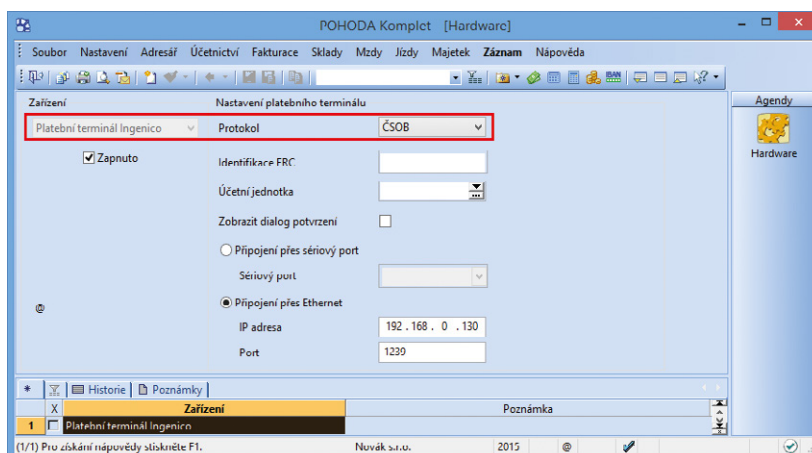 POHODA Komplet [Hardware]
Soubor Nastavení Adresář Účetnictví Fakturace Sklady Mzdy Jízdy Majetek Záznam Nápověda
Zařízení Nastavení platebního terminálu Agendy
Platební terminál Ingenico Protokol ČSOB
Hardware
Zapnuto Identifikace ERC
Účetní jednotka
Zobrazit dialog potvrzení
Připojení přes sériový port
Sériový port
@ Připojení přes Ethernet
IP adresa 192 . 168 . 0 . 130
Port 1239
* Historie Poznámky
X Zařízení Poznámka
1 Platební terminál Ingenico
(1/1) Pro získání nápovědy stiskněte F1. Novák s.r.o. 2015 @